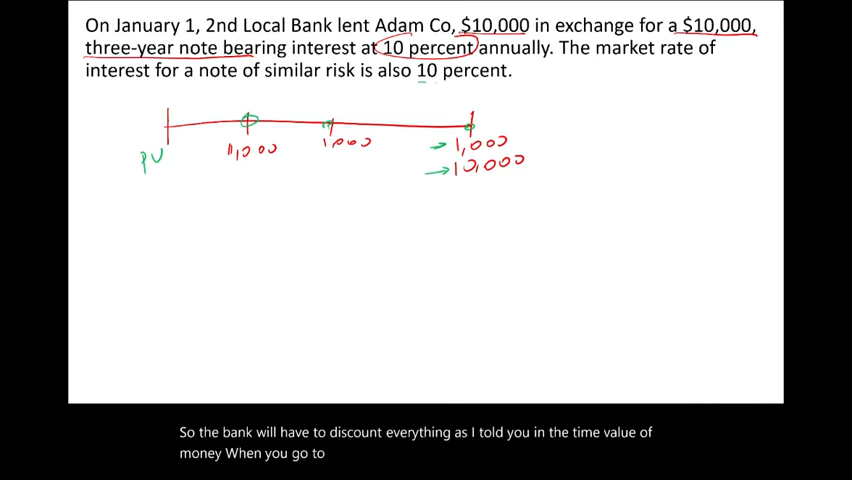 On January 1, 2nd Local Bank lent Adam Co, $10,000 in exchange for a $10,000,
three-year note bearing interest at 10 percent annually. The market rate of
interest for a note of similar risk is also 10 percent.
PV 1,000 1,000 → 1,000
→ 10,000
So the bank will have to discount everything as I told you in the time value of
money When you go to